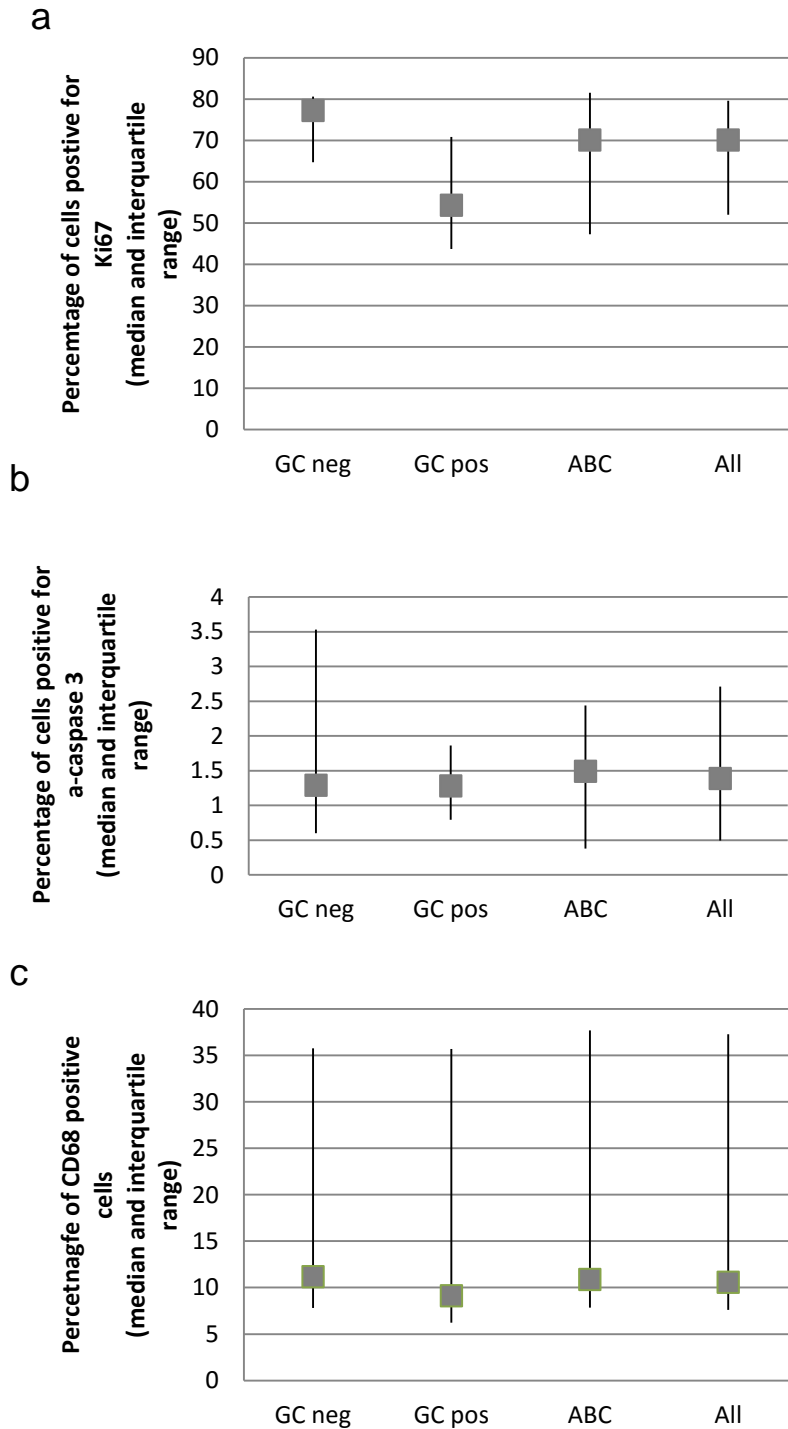 a
Percemtage of cells postive for
Ki67
(median and interquartile
range)
90
80
70
60
50
40
30
20
10
0
GC neg GC pos ABC All
b
Percentage of cells positive for
a-caspase 3
(median and interquartile
range)
4
3.5
3
2.5
2
1.5
1
0.5
0
GC neg GC pos ABC All
c
Percetnagfe of CD68 positive
cells
(median and interquartile
range)
40
35
30
25
20
15
10
5
0
GC neg GC pos ABC All